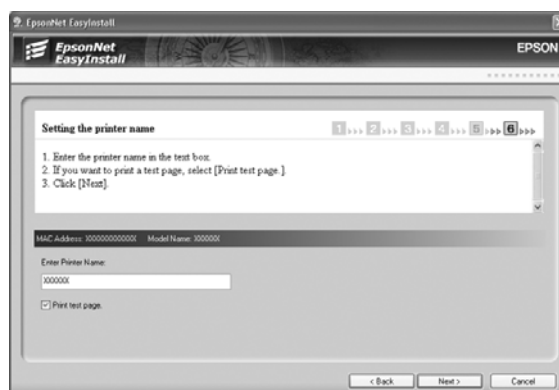 EpsonNet EasyInstall
EpsonNet
EasyInstall
EPSON
Setting the printer name
1 2 3 4 5 6
1. Enter the printer name in the text box.
2. If you want to print a test page, select [Print test page.].
3. Click [Next].
MAC Address: XXXXXXXXXXXX Model Name: XXXXXX
Enter Printer Name:
XXXXXX
Print test page.
< Back Next > Cancel